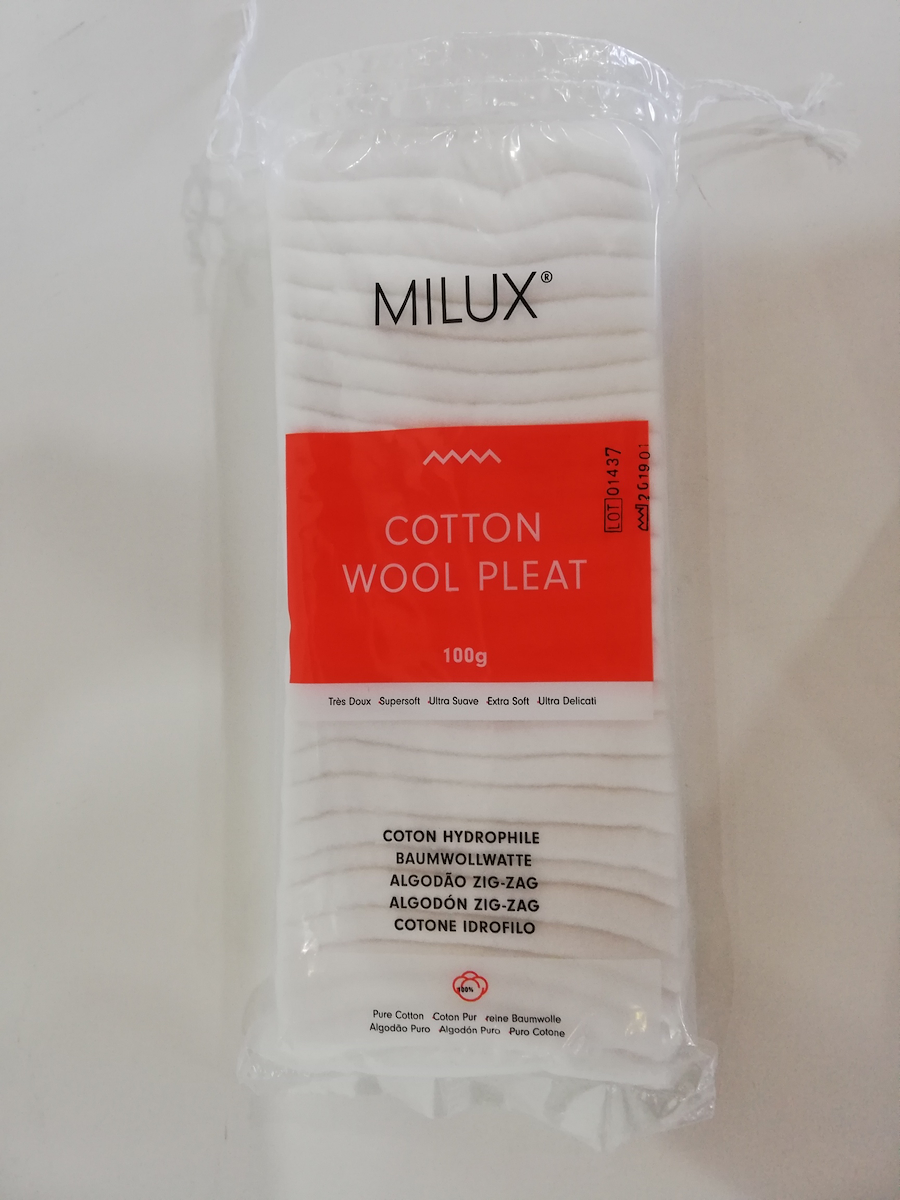 MILUX®
LOT 01437
201901
COTTON
WOOL PLEAT
100g
Très Doux Supersoft Ultra Suave Extra Soft Ultra Delicati
COTON HYDROPHILE
BAUMWOLLWATTE
ALGODÃO ZIG-ZAG
ALGODÓN ZIG-ZAG
COTONE IDROFILO
100%
Pure Cotton Coton Pur reine Baumwolle
Algodão Puro Algodón Puro Puro Cotone